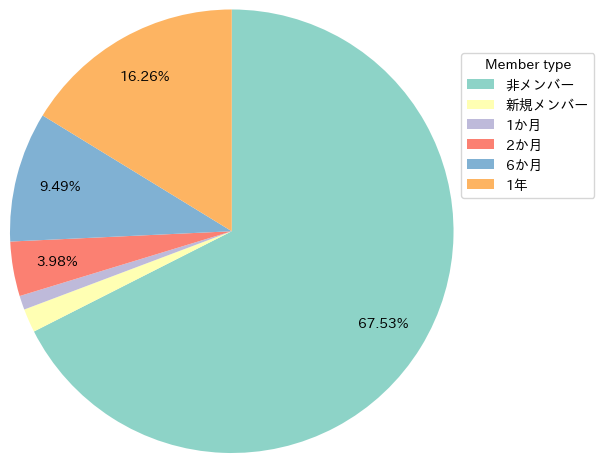 Member type
非メンバー
新規メンバー
1か月
2か月
6か月
1年
16.26%
9.49%
3.98%
67.53%